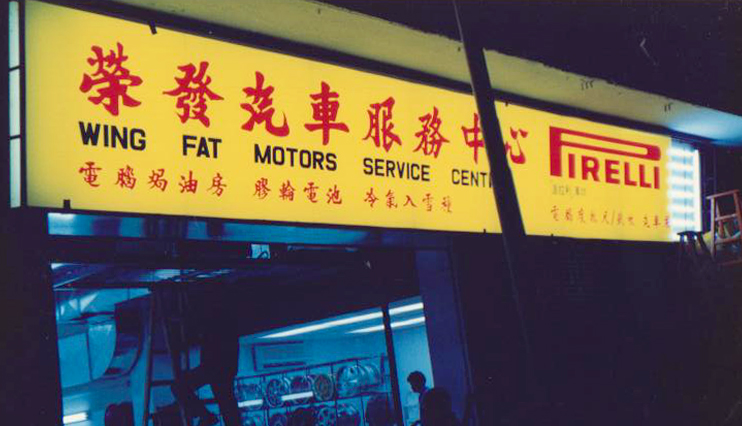 榮發汽車服務中心
WING FAT MOTORS SERVICE
電腦焗油房 膠輪電池 冷氣入雪種
PIRELLI